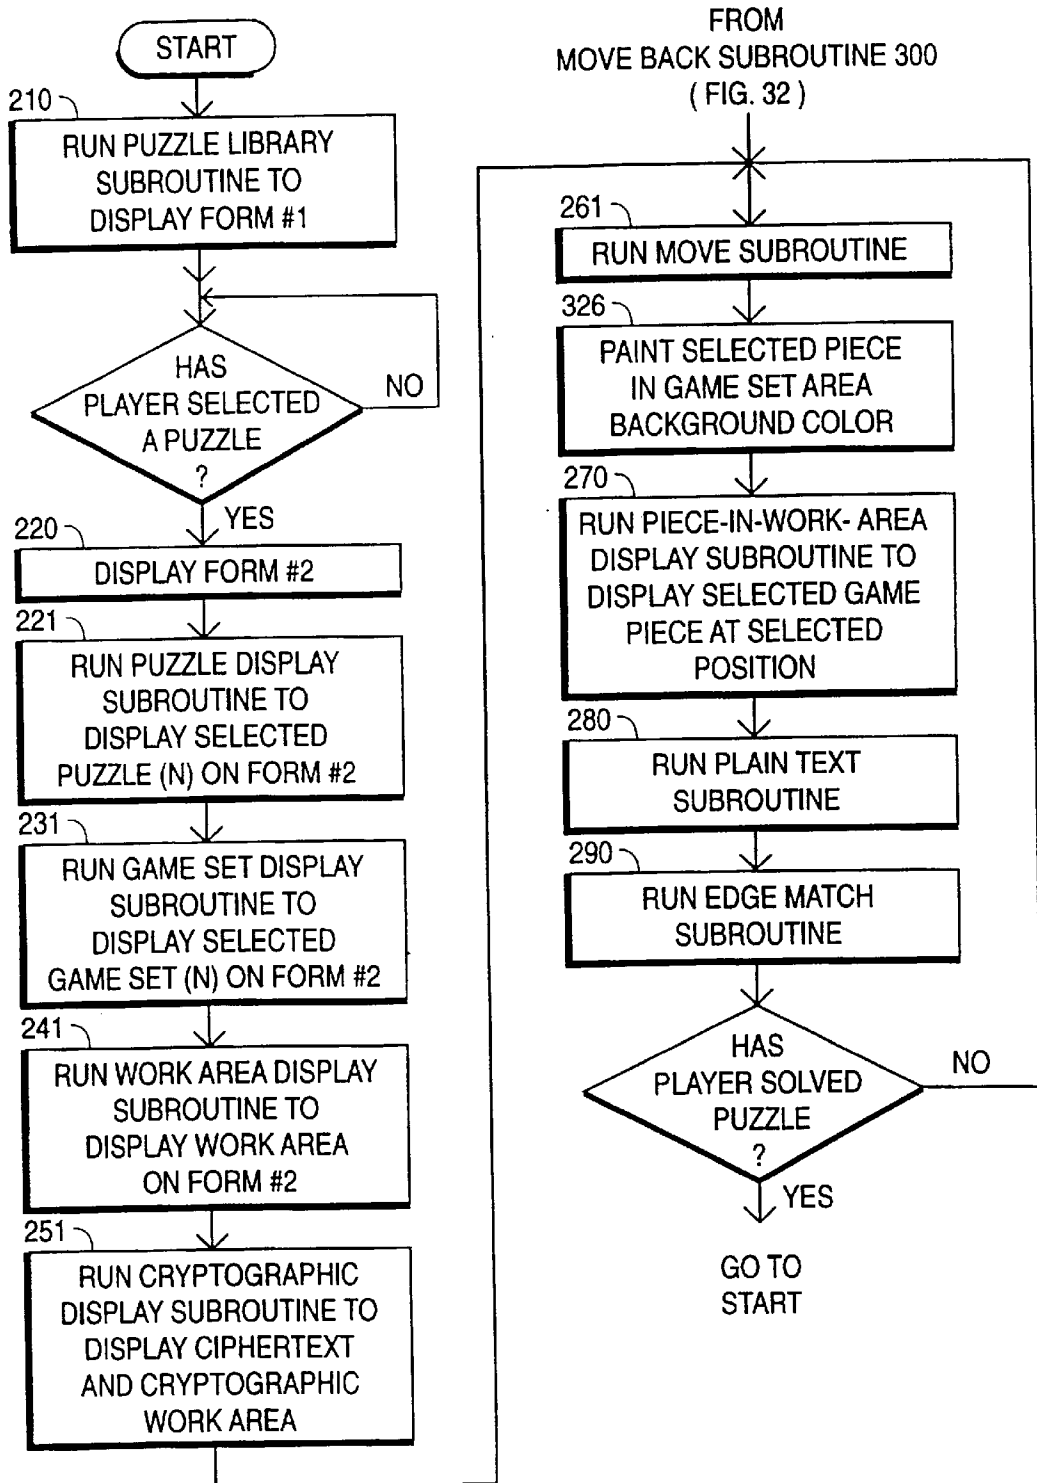 START
210
RUN PUZZLE LIBRARY
SUBROUTINE TO
DISPLAY FORM #1
HAS
PLAYER SELECTED
A PUZZLE
?
NO
YES
220
DISPLAY FORM #2
221
RUN PUZZLE DISPLAY
SUBROUTINE TO
DISPLAY SELECTED
PUZZLE (N) ON FORM #2
231
RUN GAME SET DISPLAY
SUBROUTINE TO
DISPLAY SELECTED
GAME SET (N) ON FORM #2
241
RUN WORK AREA DISPLAY
SUBROUTINE TO
DISPLAY WORK AREA
ON FORM #2
251
RUN CRYPTOGRAPHIC
DISPLAY SUBROUTINE TO
DISPLAY CIPHERTEXT
AND CRYPTOGRAPHIC
WORK AREA
FROM
MOVE BACK SUBROUTINE 300
( FIG. 32 )
261
RUN MOVE SUBROUTINE
326
PAINT SELECTED PIECE
IN GAME SET AREA
BACKGROUND COLOR
270
RUN PIECE-IN-WORK- AREA
DISPLAY SUBROUTINE TO
DISPLAY SELECTED GAME
PIECE AT SELECTED
POSITION
280
RUN PLAIN TEXT
SUBROUTINE
290
RUN EDGE MATCH
SUBROUTINE
HAS
PLAYER SOLVED
PUZZLE
?
NO
YES
GO TO
START